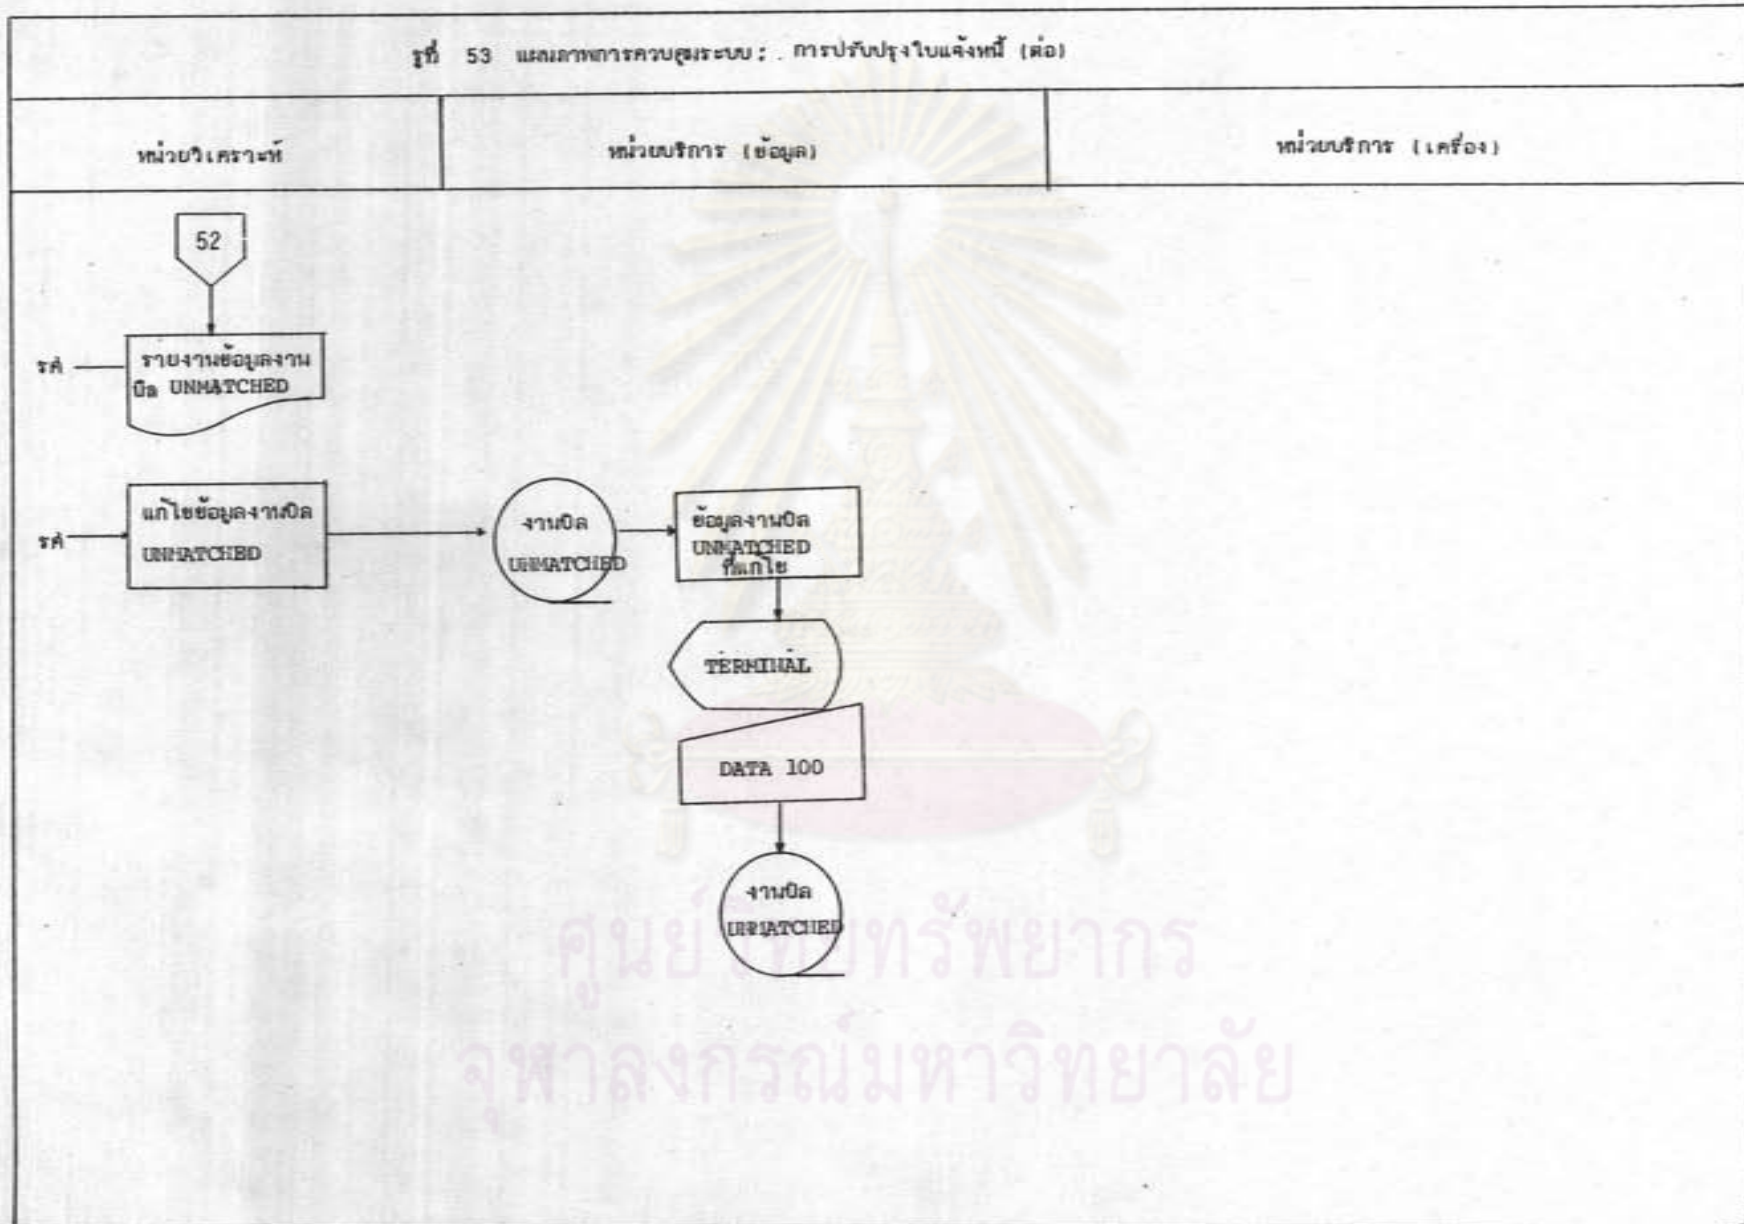 รูที่ 53 แผนภาพการควบคุมระบบ : การปรับปรุงใบแจ้งหนี้ (ต่อ)
หน่วยวิเคราะห์
หน่วยบริการ (ข้อมูล)
หน่วยบริการ (เครื่อง)
52
รค
รายงานข้อมูลงาน
บิล UNMATCHED
รค
แก้ไขข้อมูลงานบิล
UNMATCHED
งานบิล
UNMATCHED
ข้อมูลงานบิล
UNMATCHED
ที่แก้ไข
TERMINAL
DATA 100
งานบิล
UNMATCHED
ศูนย์วิทยทรัพยากร
จุฬาลงกรณ์มหาวิทยาลัย